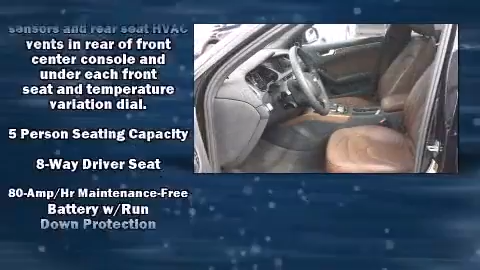 sensors and rear seat HVAC
vents in rear of front
center console and
under each front
seat and temperature
variation dial.
5 Person Seating Capacity
8-Way Driver Seat
80-Amp/Hr Maintenance-Free
Battery w/Run
Down Protection